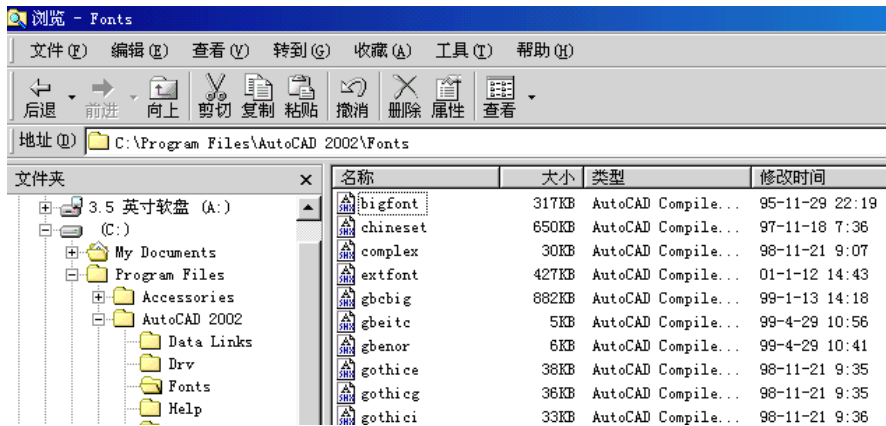 浏览 - Fonts
文件(F) 编辑(E) 查看(V) 转到(G) 收藏(A) 工具(T) 帮助(H)
后退 前进 向上 剪切 复制 粘贴 撤消 删除 属性 查看
地址(D) C:\Program Files\AutoCAD 2002\Fonts
文件夹
3.5 英寸软盘 (A:)
(C:)
My Documents
Program Files
Accessories
AutoCAD 2002
Data Links
Drv
Fonts
Help
名称 大小 类型 修改时间
bigfont 317KB AutoCAD Compile... 95-11-29 22:19
chineset 650KB AutoCAD Compile... 97-11-18 7:36
complex 30KB AutoCAD Compile... 98-11-21 9:07
extfont 427KB AutoCAD Compile... 01-1-12 14:43
gbcbig 882KB AutoCAD Compile... 99-1-13 14:18
gbeitc 5KB AutoCAD Compile... 99-4-29 10:56
gbenor 6KB AutoCAD Compile... 99-4-29 10:41
gothice 38KB AutoCAD Compile... 98-11-21 9:35
gothicg 36KB AutoCAD Compile... 98-11-21 9:35
gothici 33KB AutoCAD Compile... 98-11-21 9:36